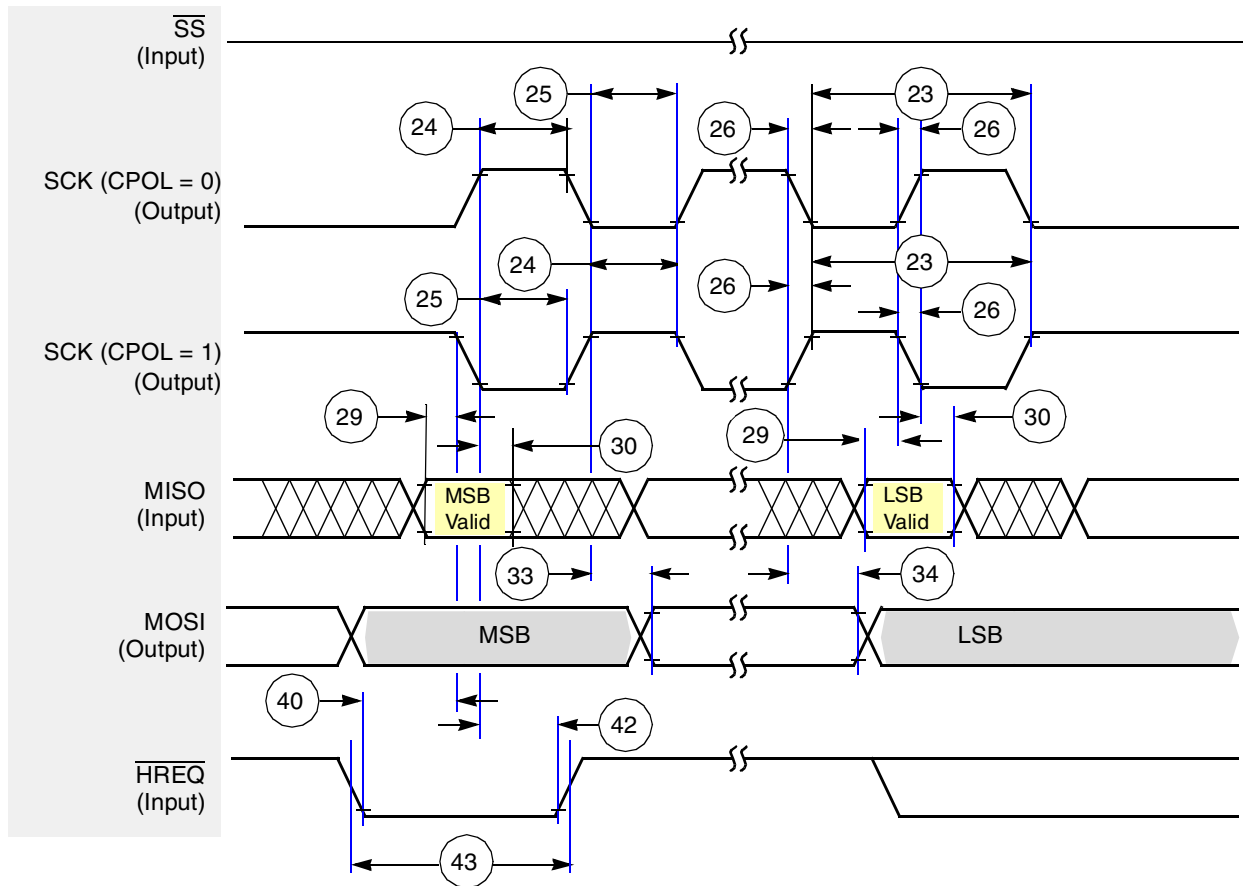 SS
(Input)
25
23
24
26
26
SCK (CPOL = 0)
(Output)
24
23
25
26
26
SCK (CPOL = 1)
(Output)
29
30
29
30
MISO
(Input)
MSB
Valid
LSB
Valid
33
34
MOSI
(Output)
MSB
LSB
40
42
HREQ
(Input)
43